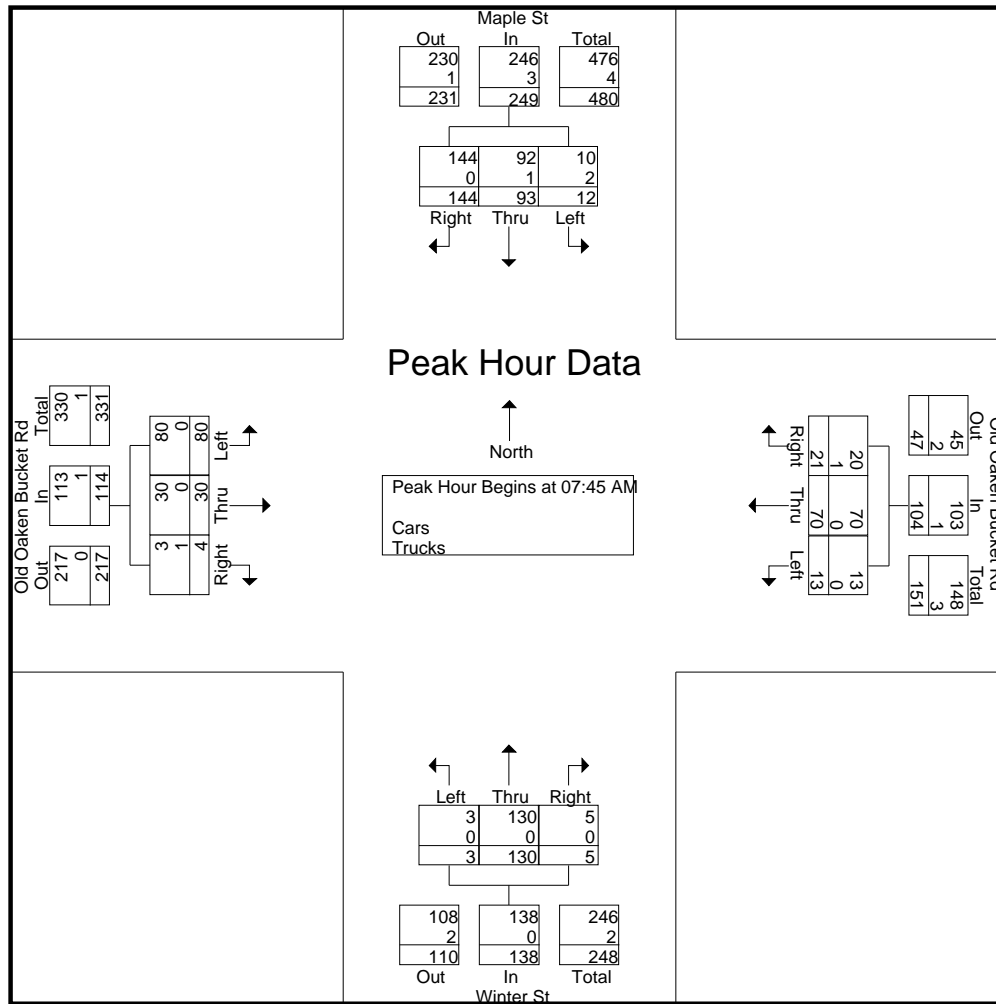 Maple St
Out In Total
230 246 476
1 3 4
231 249 480
144 92 10
0 1 2
144 93 12
Right Thru Left
Peak Hour Data
North
Peak Hour Begins at 07:45 AM
Cars
Trucks
Old Oaken Bucket Rd
Total In Out
330 113 217
1 1 0
331 114 217
80 30 3
0 0 1
80 30 4
Left Thru Right
Old Oaken Bucket Rd
Out In Total
45 103 148
2 1 3
47 104 151
20 70 13
1 0 0
21 70 13
Right Thru Left
Left Thru Right
3 130 5
0 0 0
3 130 5
108 138 246
2 0 2
110 138 248
Out In Total
Winter St